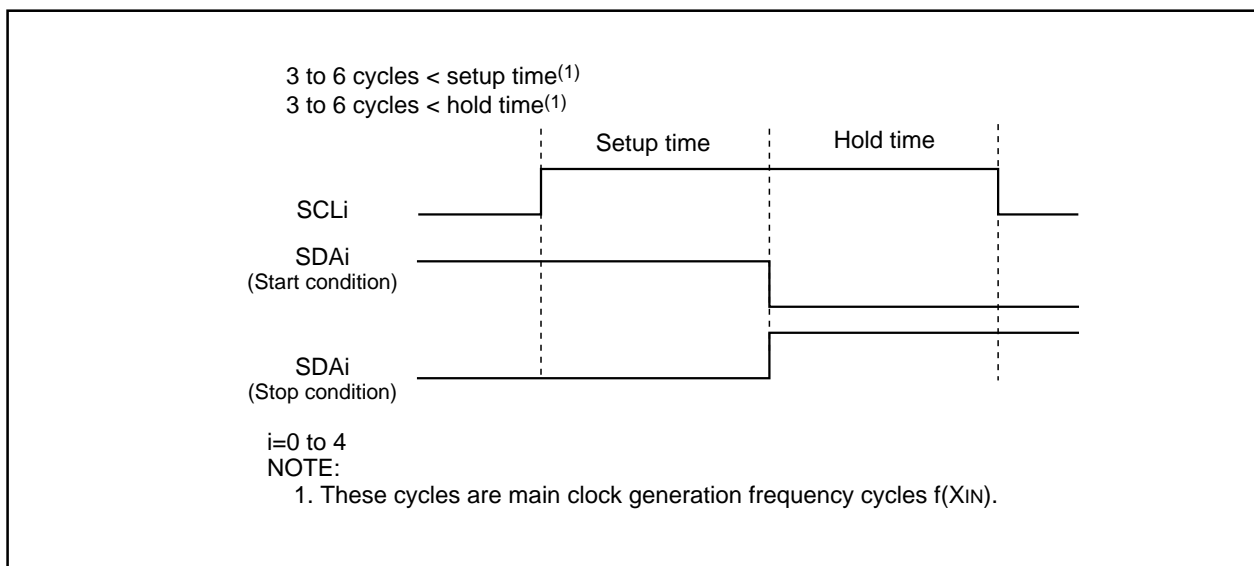 3 to 6 cycles < setup time(1)
3 to 6 cycles < hold time(1)
Setup time
Hold time
SCLi
SDAi
(Start condition)
SDAi
(Stop condition)
i=0 to 4
NOTE:
1. These cycles are main clock generation frequency cycles f(XIN).